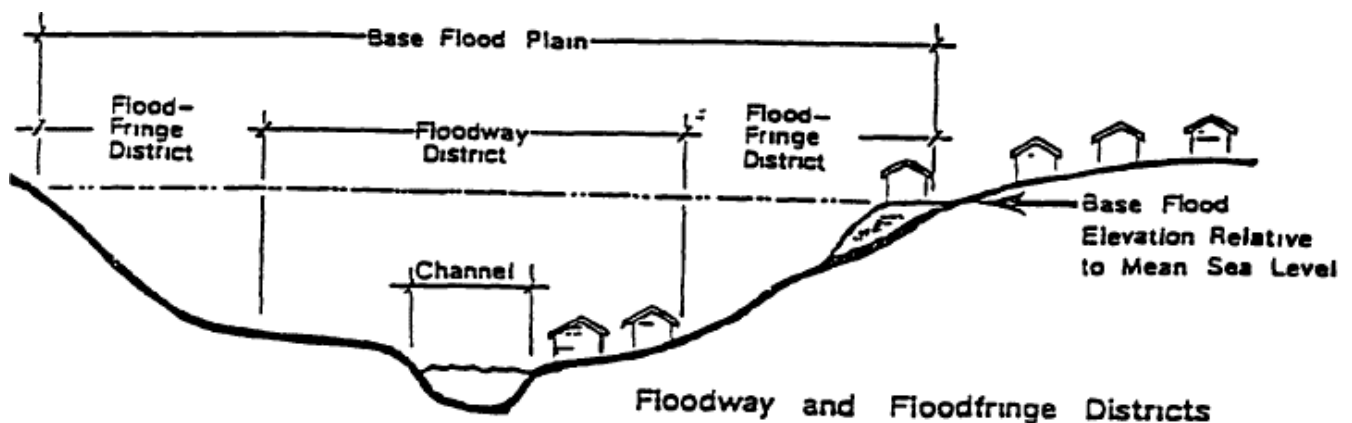 Base Flood Plain
Flood-
Fringe
District
Floodway
District
Flood-
Fringe
District
Base Flood
Elevation Relative
to Mean Sea Level
Channel
Floodway and Floodfringe Districts